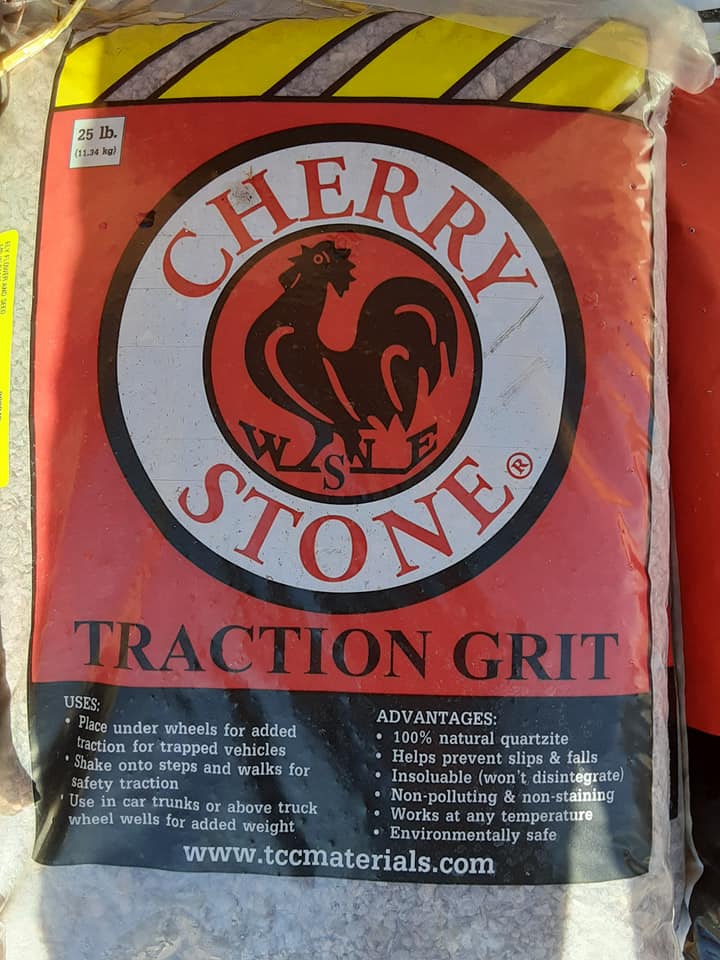 25 lb.
(11.34 kg)
CHERRY
W S N E
STONE®
TRACTION GRIT
USES:
• Place under wheels for added
traction for trapped vehicles
• Shake onto steps and walks for
safety traction
• Use in car trunks or above truck
wheel wells for added weight
ADVANTAGES:
• 100% natural quartzite
• Helps prevent slips & falls
• Insoluable (won't disintegrate)
• Non-polluting & non-staining
• Works at any temperature
• Environmentally safe
www.tccmaterials.com